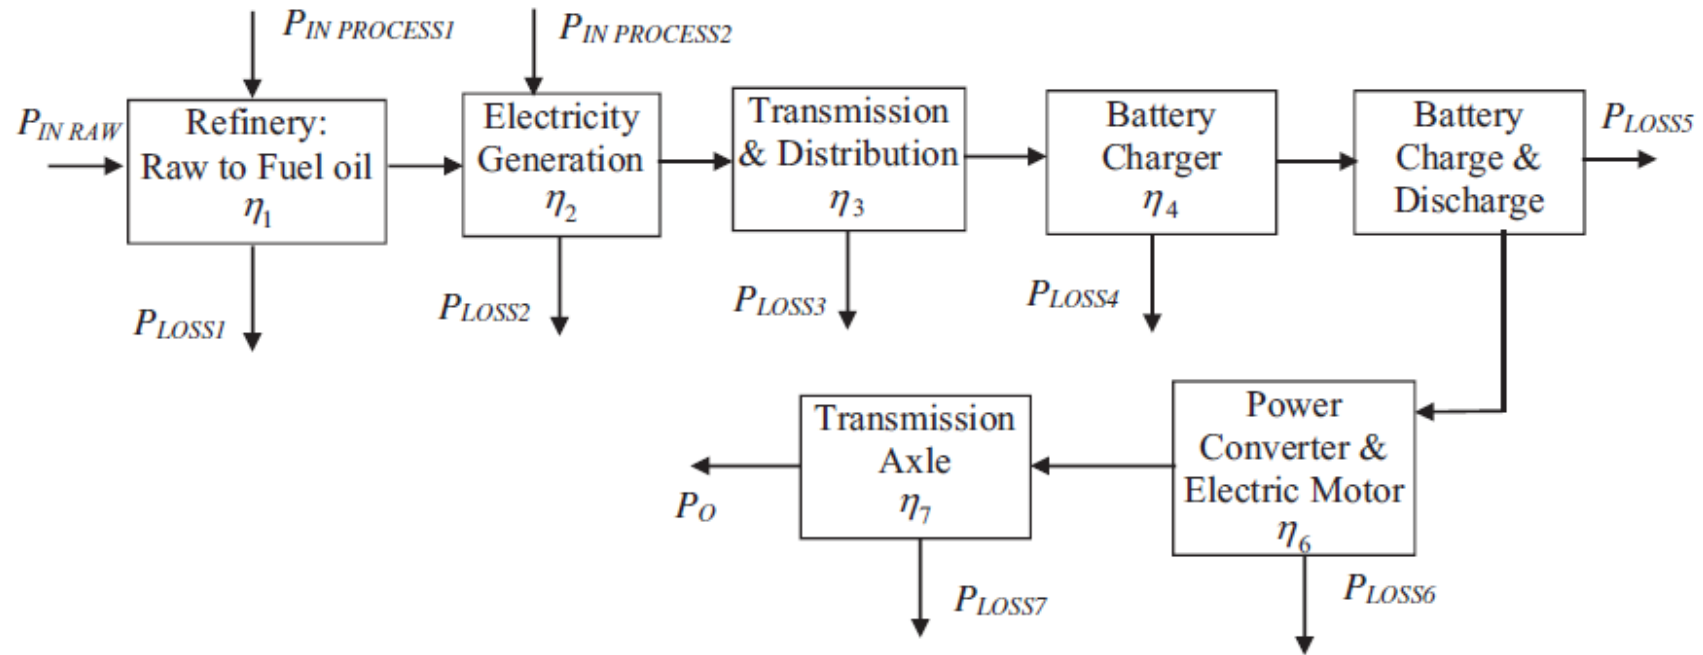 P_IN PROCESS1
P_IN PROCESS2
P_IN RAW
Refinery:
Raw to Fuel oil
η1
Electricity
Generation
η2
Transmission
& Distribution
η3
Battery
Charger
η4
Battery
Charge &
Discharge
P_LOSS5
P_LOSS1
P_LOSS2
P_LOSS3
P_LOSS4
Power
Converter &
Electric Motor
η6
Transmission
Axle
η7
P_O
P_LOSS7
P_LOSS6